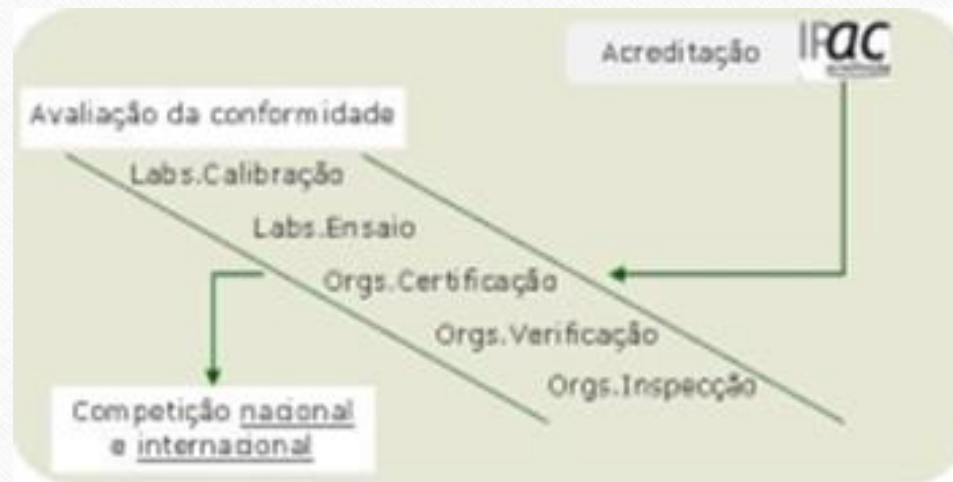 Acreditação
IPac
Avaliação da conformidade
Labs.Calibração
Labs.Ensaio
Orgs.Certificação
Orgs.Verificação
Orgs.Inspecção
Competição nacional
e internacional